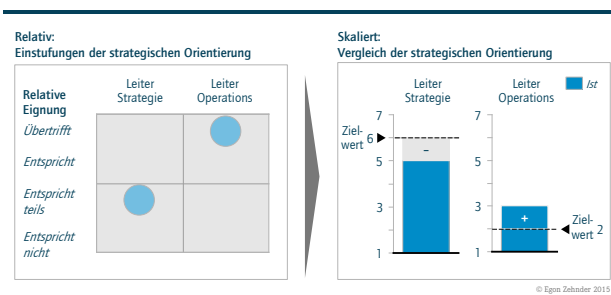 Relativ:
Einstufungen der strategischen Orientierung
Relative
Eignung
Leiter
Strategie
Leiter
Operations
Übertrifft
Entspricht
Entspricht
teils
Entspricht
nicht
Skaliert:
Vergleich der strategischen Orientierung
Leiter
Strategie
Leiter
Operations
Ist
7
Ziel-
wert 6
5
3
1
–
7
5
3
1
+
Ziel-
wert 2
© Egon Zehnder 2015